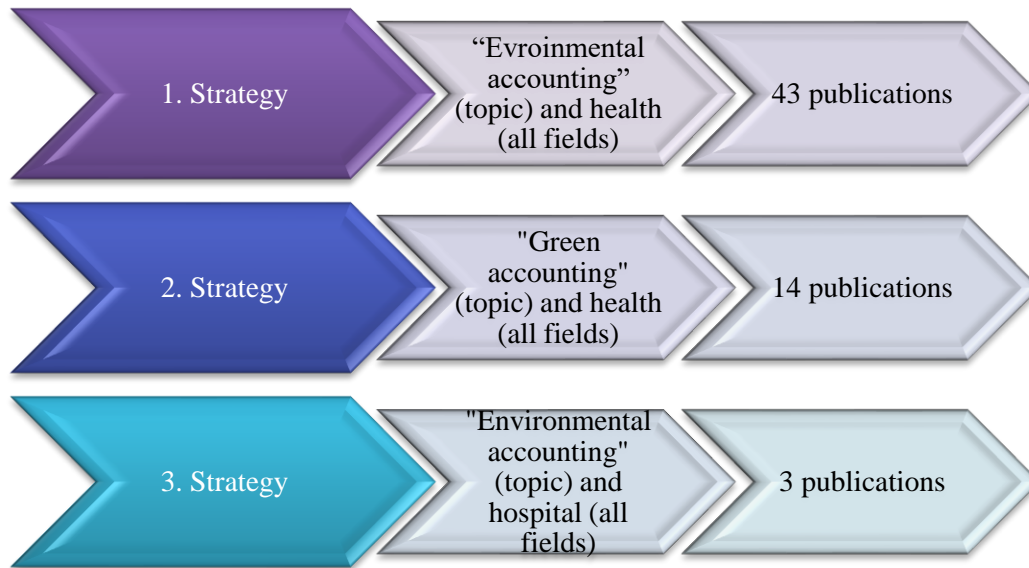 1. Strategy
“Evroinmental
accounting”
(topic) and health
(all fields)
43 publications
2. Strategy
"Green
accounting"
(topic) and health
(all fields)
14 publications
3. Strategy
"Environmental
accounting"
(topic) and
hospital (all
fields)
3 publications